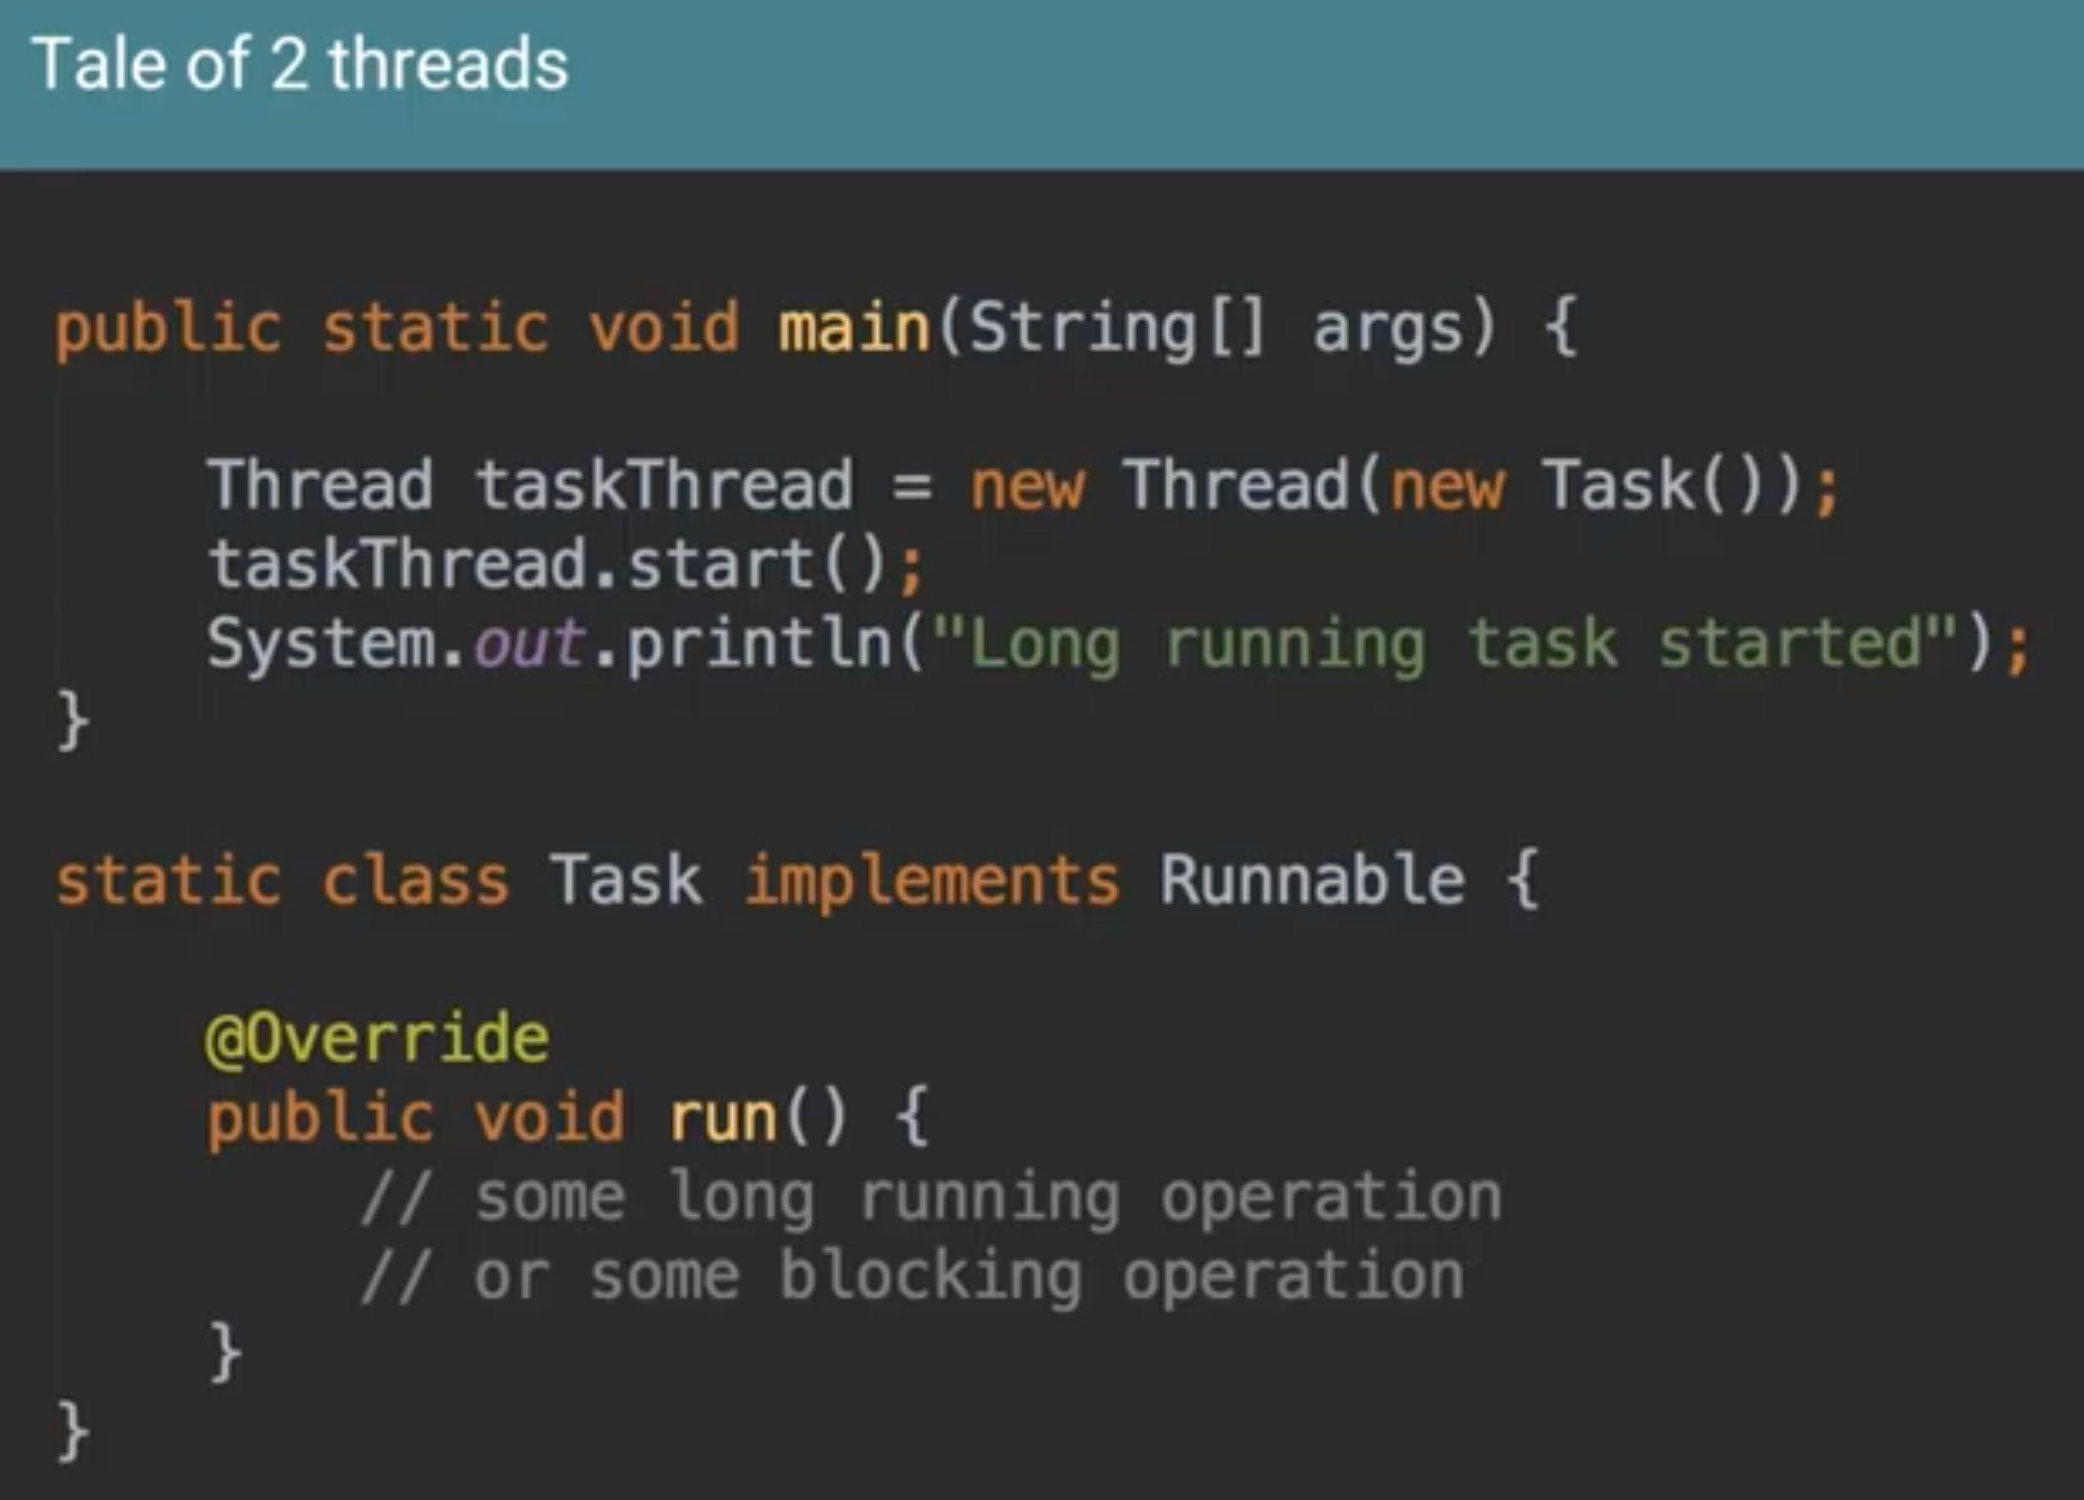 Tale of 2 threads
public static void main(String[] args) {
Thread taskThread = new Thread(new Task());
taskThread.start();
System.out.println("Long running task started");
}
static class Task implements Runnable {
@Override
public void run() {
// some long running operation
// or some blocking operation
}
}